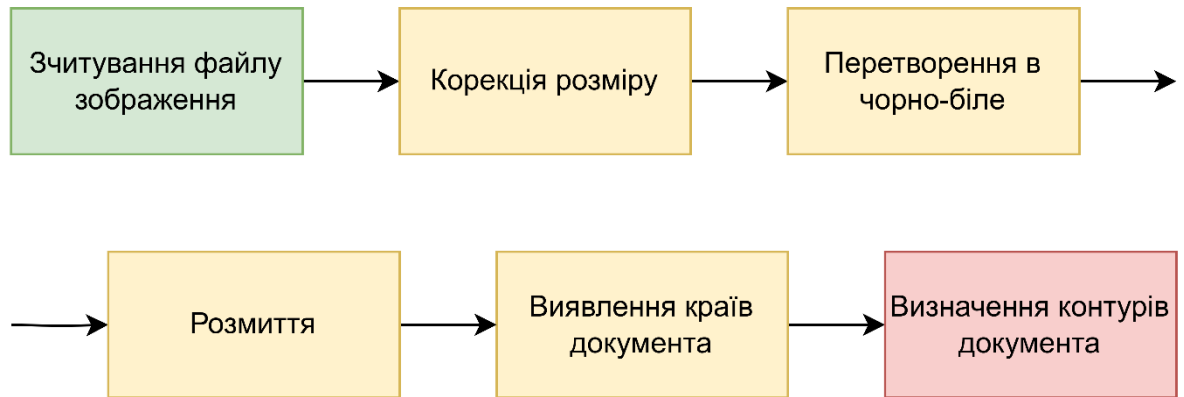 Зчитування файлу
зображення
Корекція розміру
Перетворення в
чорно-біле
Розмиття
Виявлення країв
документа
Визначення контурів
документа